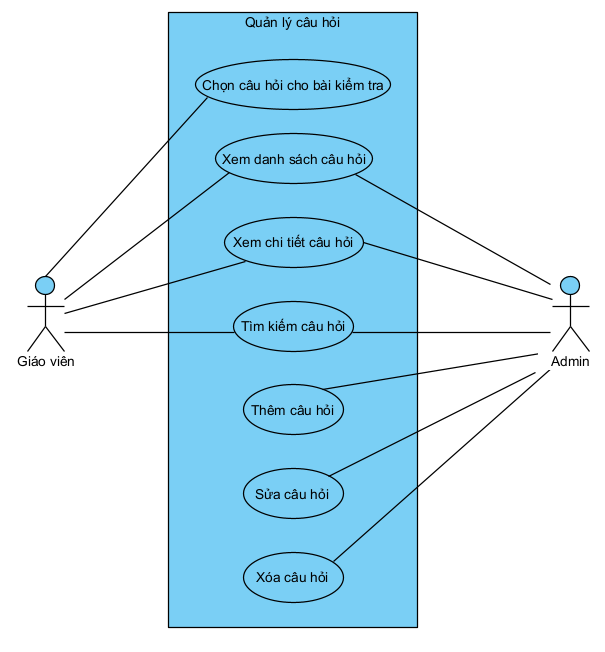 Quản lý câu hỏi
Chọn câu hỏi cho bài kiểm tra
Xem danh sách câu hỏi
Xem chi tiết câu hỏi
Tìm kiếm câu hỏi
Giáo viên
Admin
Thêm câu hỏi
Sửa câu hỏi
Xóa câu hỏi